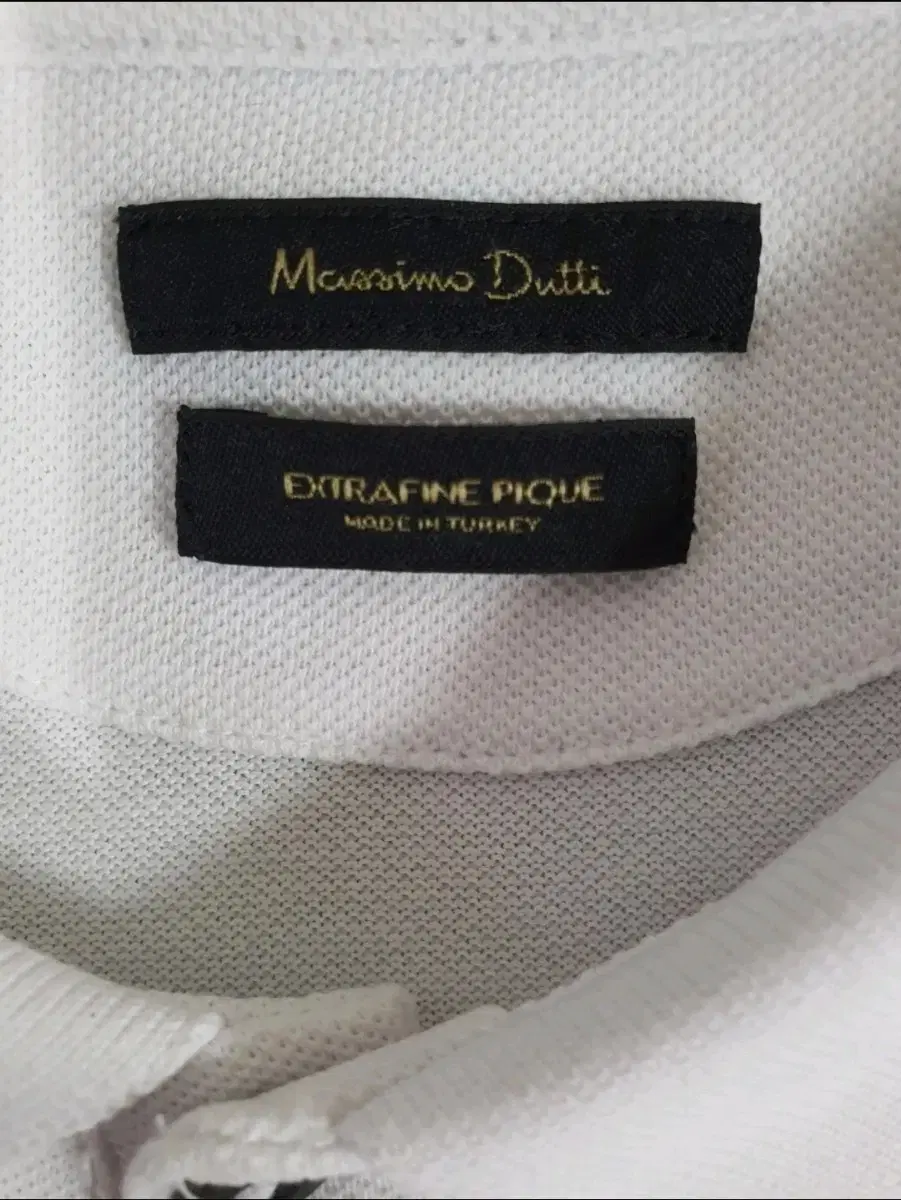 Massimo Dutti
EXTRAFINE PIQUE
MADE IN TURKEY